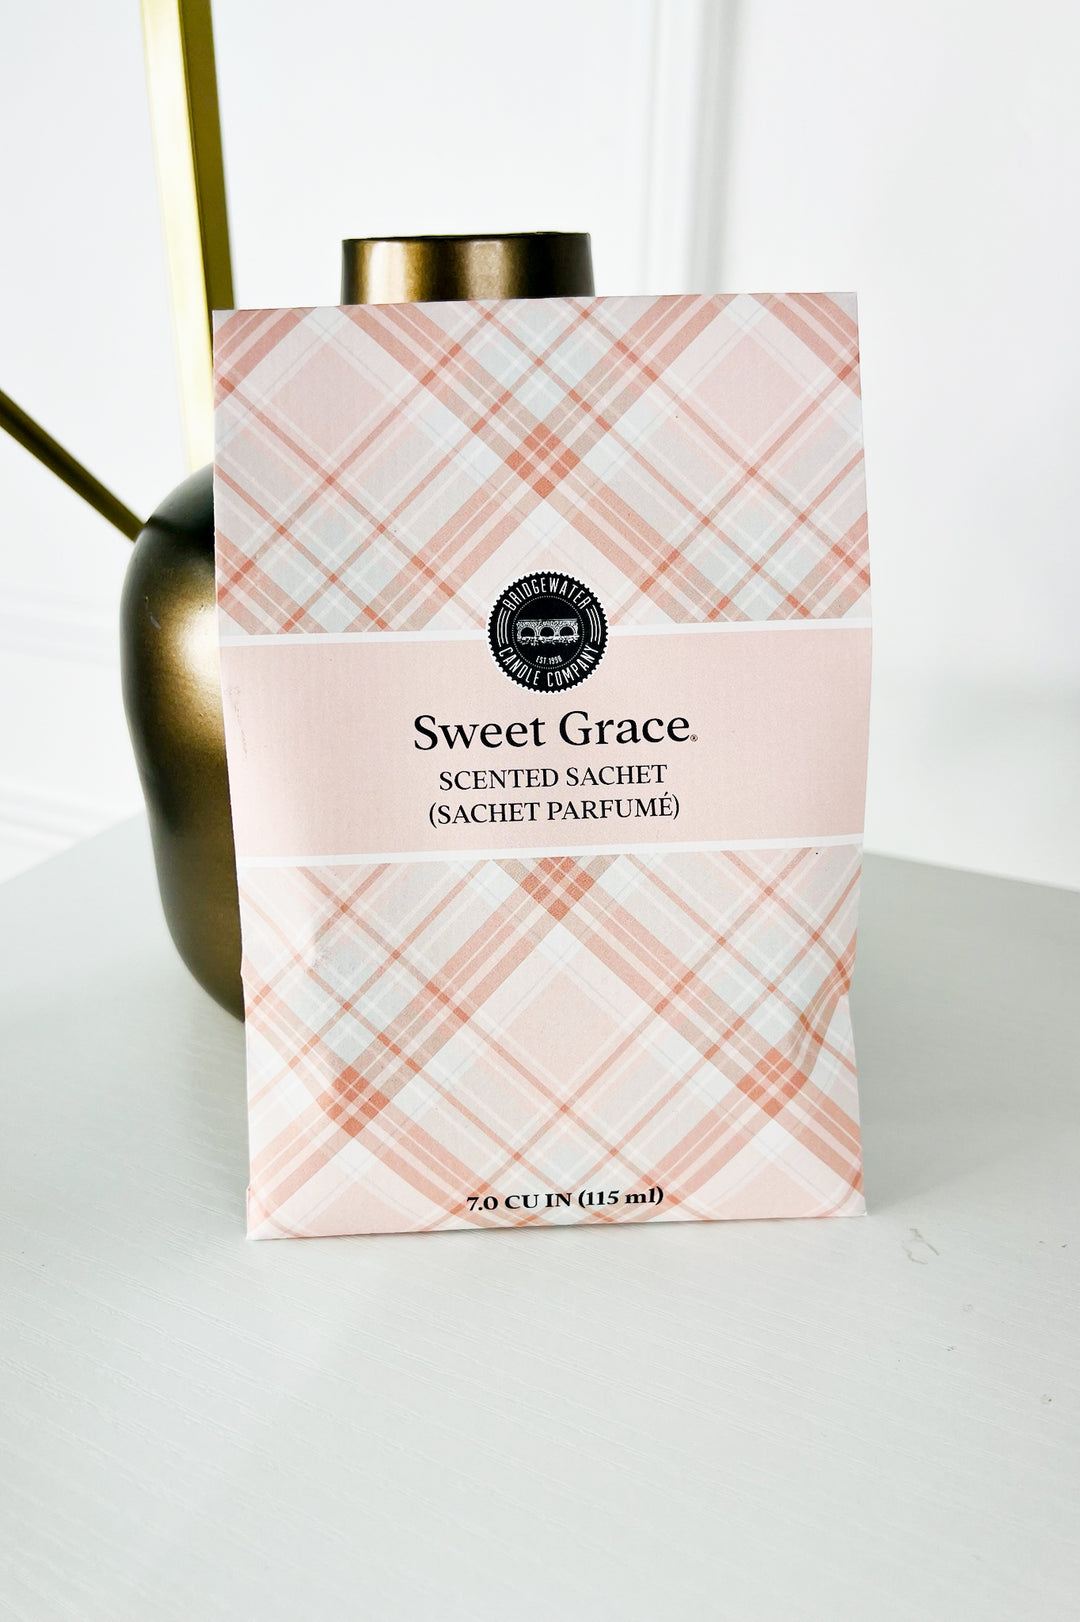 BRIDGEWATER
EST. 1998
CANDLE COMPANY
Sweet Grace®
SCENTED SACHET
(SACHET PARFUMÉ)
7.0 CU IN (115 ml)